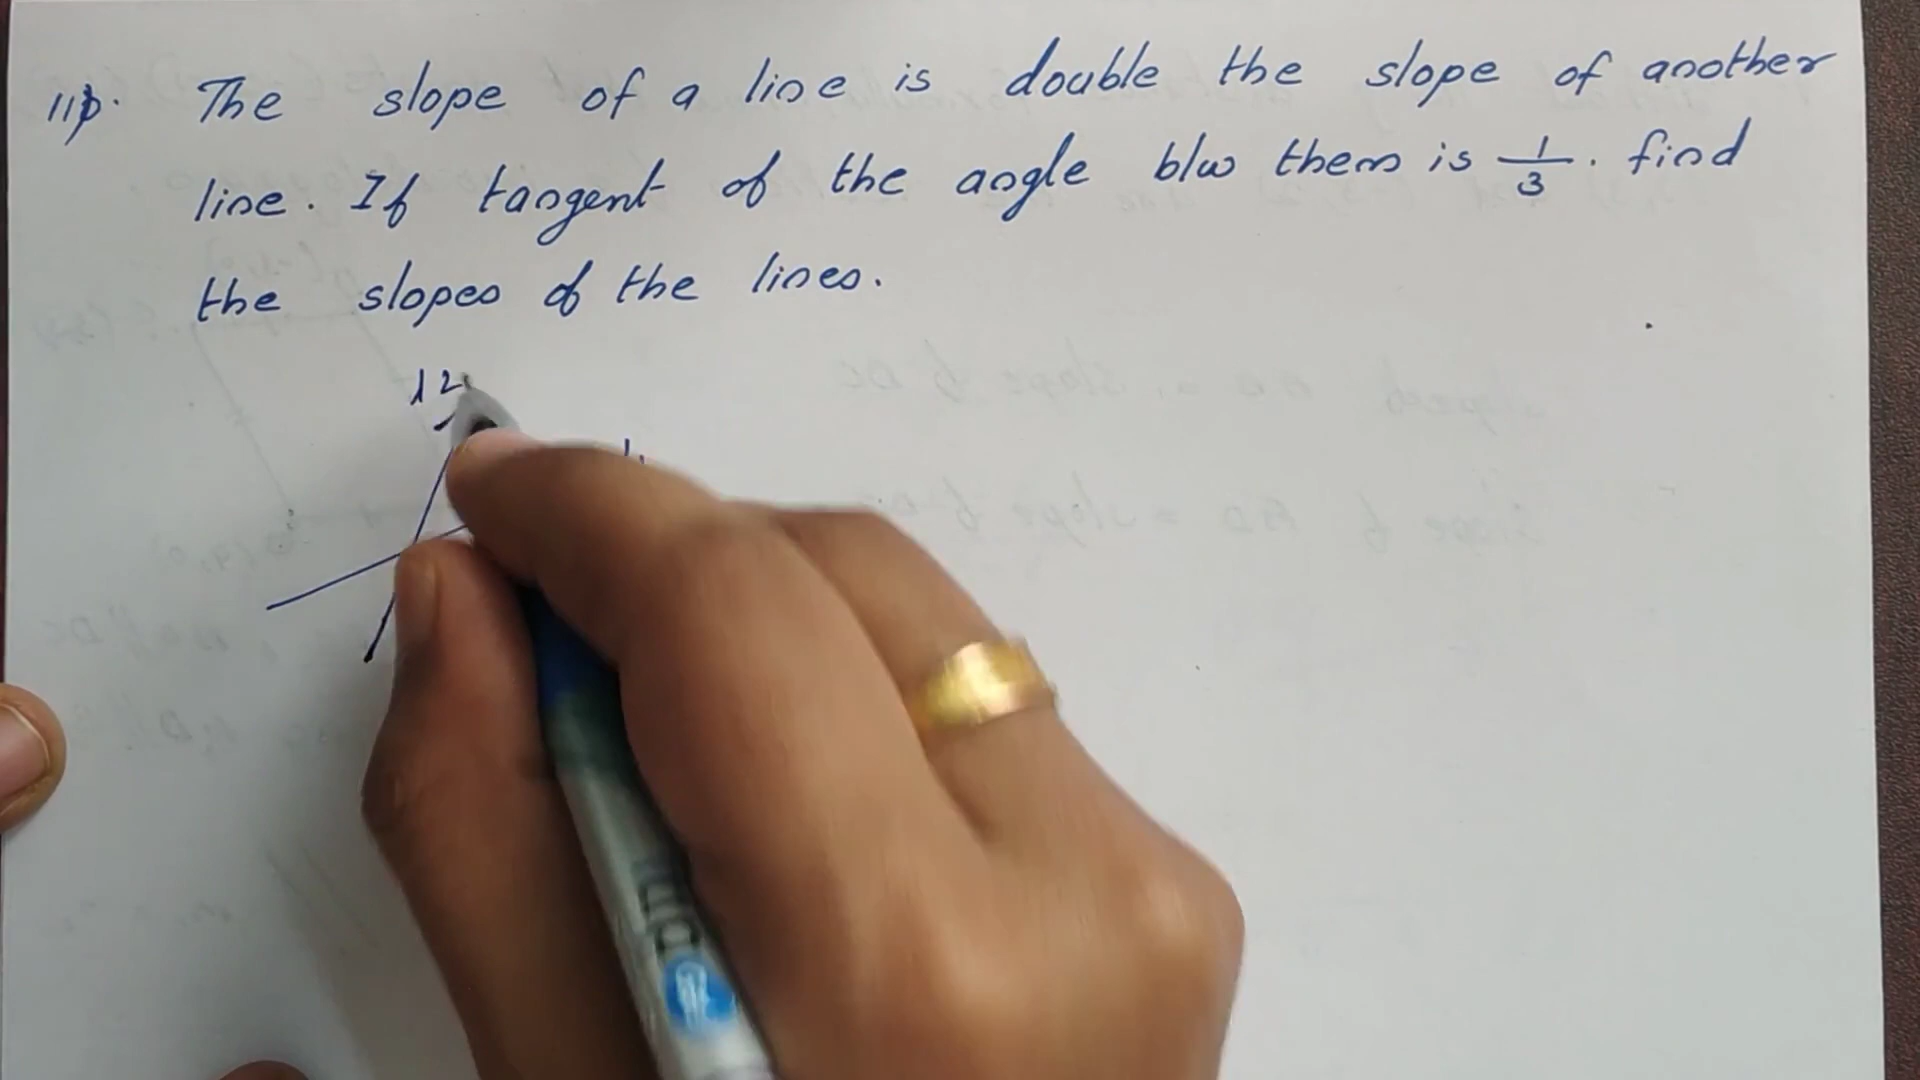 11). The slope of a line is double the slope of another
line. If tangent of the angle b/w them is 1/3. find
the slopes of the lines.
l2